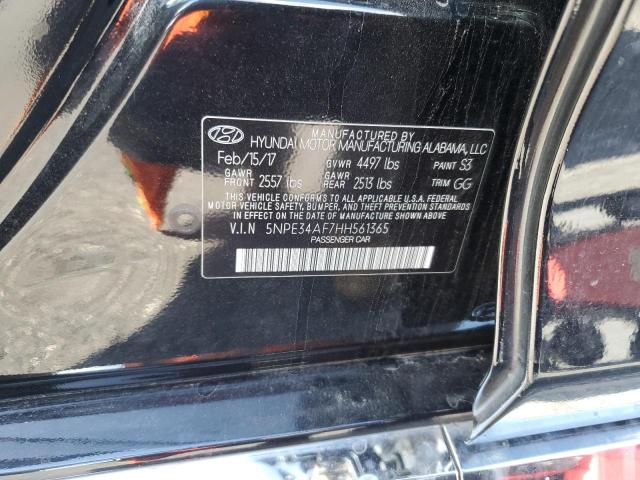 MANUFACTURED BY
HYUNDAI MOTOR MANUFACTURING ALABAMA, LLC
Feb/15/17 GVWR 4497 lbs PAINT S3
GAWR FRONT 2557 lbs GAWR REAR 2513 lbs TRIM GG
THIS VEHICLE CONFORMS TO ALL APPLICABLE U.S.A. FEDERAL
MOTOR VEHICLE SAFETY, BUMPER, AND THEFT PREVENTION STANDARDS
IN EFFECT ON THE DATE OF MANUFACTURE SHOWN ABOVE.
V.I.N 5NPE34AF7HH561365
PASSENGER CAR